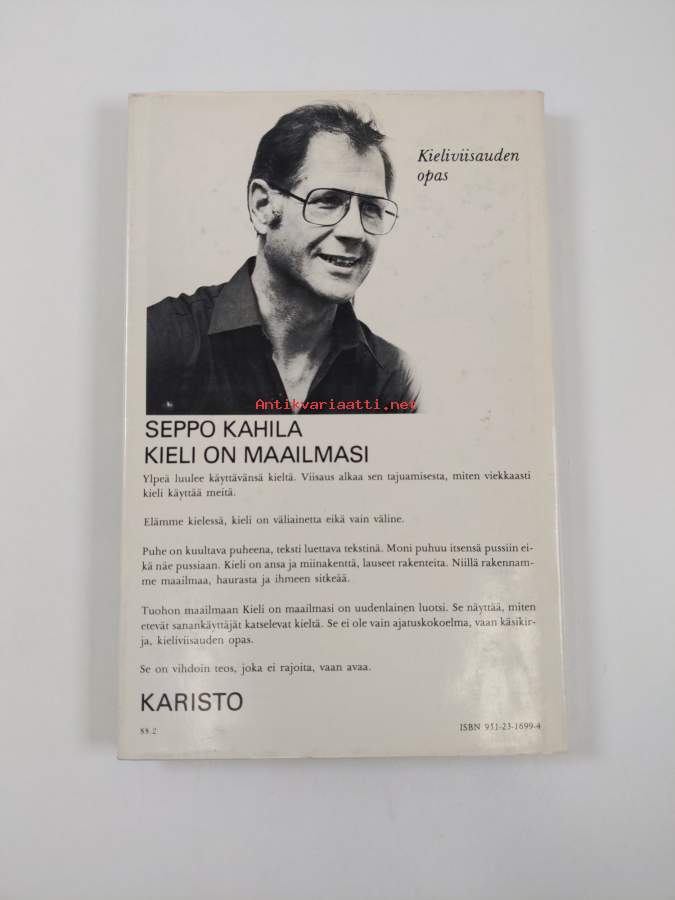 Kieliviisauden
opas
Antikvariaatti.net
SEPPO KAHILA
KIELI ON MAAILMASI
Ylpeä luulee käyttävänsä kieltä. Viisaus alkaa sen tajuamisesta, miten viekkaasti
kieli käyttää meitä.
Elämme kielessä, kieli on väliainetta eikä vain väline.
Puhe on kuultava puheena, teksti luettava tekstinä. Moni puhuu itsensä pussiin ei-
kä näe pussiaan. Kieli on ansa ja miinakenttä, lauseet rakenteita. Niillä rakennam-
me maailmaa, haurasta ja ihmeen sitkeää.
Tuohon maailmaan Kieli on maailmasi on uudenlainen luotsi. Se näyttää, miten
etevät sanankäyttäjät katselevat kieltä. Se ei ole vain ajatuskokoelma, vaan käsikir-
ja, kieliviisauden opas.
Se on vihdoin teos, joka ei rajoita, vaan avaa.
KARISTO
88.2
ISBN 951-23-1699-4